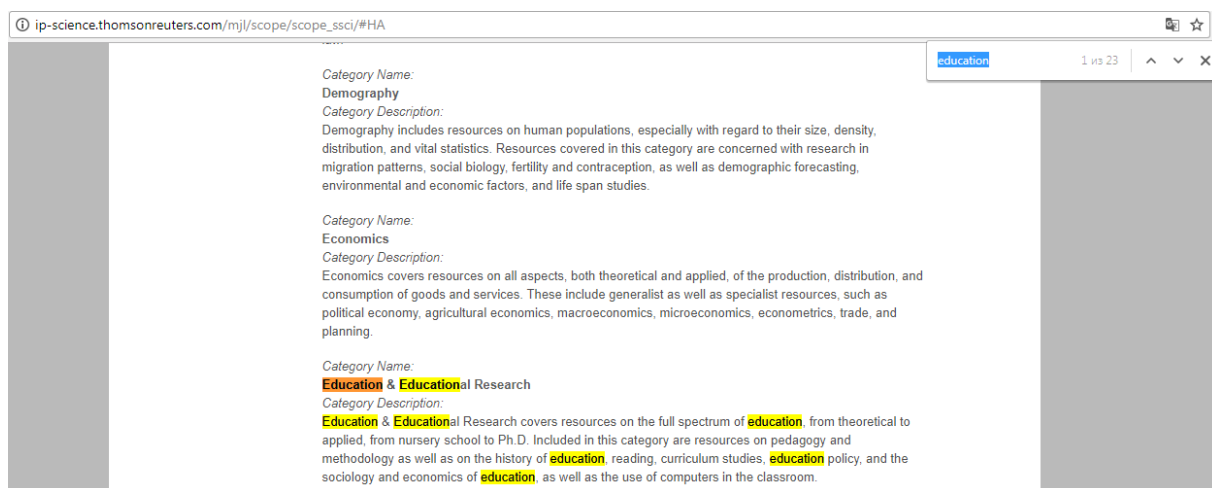 ip-science.thomsonreuters.com/mjl/scope/scope_ssci/#HA
education 1 из 23
Category Name:
Demography
Category Description:
Demography includes resources on human populations, especially with regard to their size, density,
distribution, and vital statistics. Resources covered in this category are concerned with research in
migration patterns, social biology, fertility and contraception, as well as demographic forecasting,
environmental and economic factors, and life span studies.
Category Name:
Economics
Category Description:
Economics covers resources on all aspects, both theoretical and applied, of the production, distribution, and
consumption of goods and services. These include generalist as well as specialist resources, such as
political economy, agricultural economics, macroeconomics, microeconomics, econometrics, trade, and
planning.
Category Name:
Education & Educational Research
Category Description:
Education & Educational Research covers resources on the full spectrum of education, from theoretical to
applied, from nursery school to Ph.D. Included in this category are resources on pedagogy and
methodology as well as on the history of education, reading, curriculum studies, education policy, and the
sociology and economics of education, as well as the use of computers in the classroom.